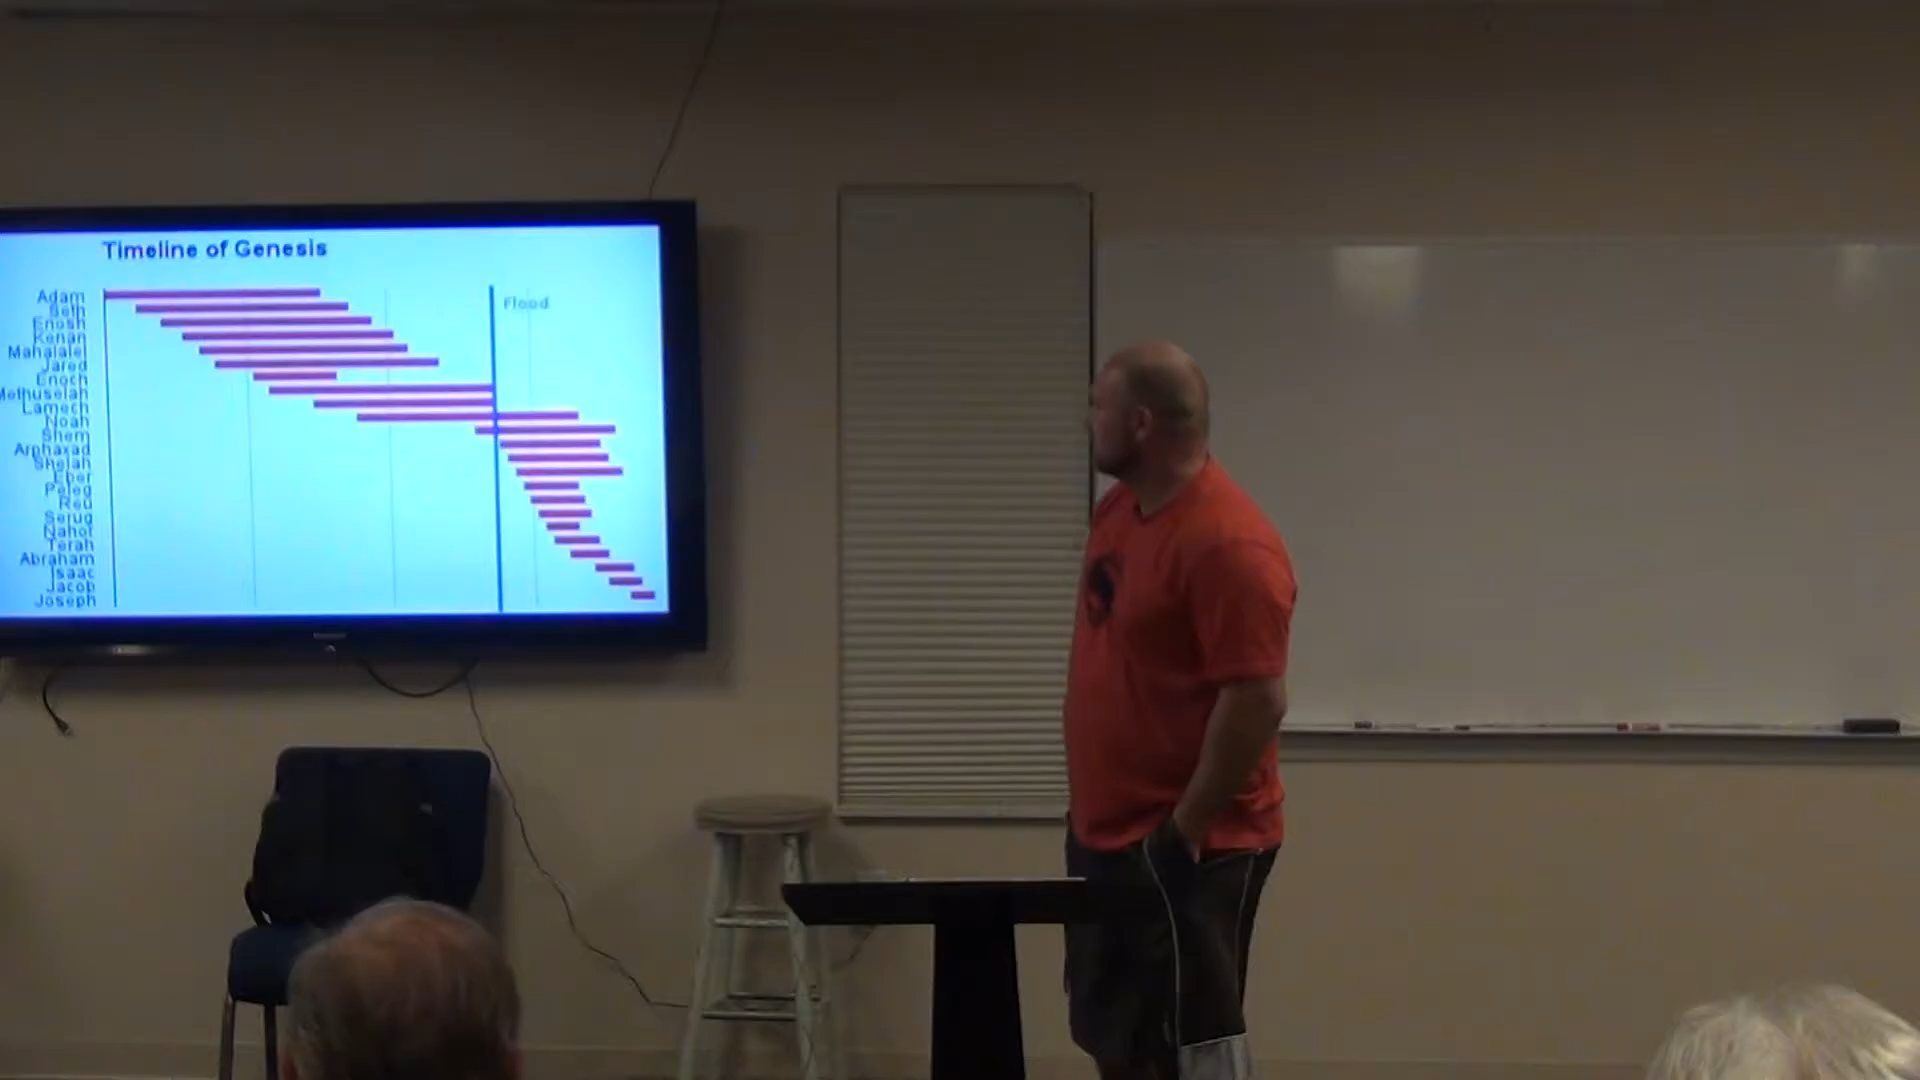 Timeline of Genesis
Flood
Adam
Seth
Enosh
Kenan
Mahalalel
Jared
Enoch
Methuselah
Lamech
Noah
Shem
Arphaxad
Shelah
Eber
Peleg
Reu
Serug
Nahor
Terah
Abraham
Isaac
Jacob
Joseph